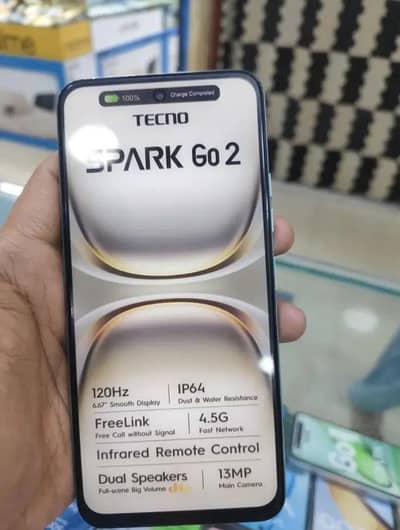 100%
Charge Completed
TECNO
SPARK Go 2
120Hz
6.67" Smooth Display
IP64
Dust & Water Resistance
FreeLink
Free Call without Signal
4.5G
Fast Network
Infrared Remote Control
Dual Speakers
Full-scene Big Volume
13MP
Main Camera
Go